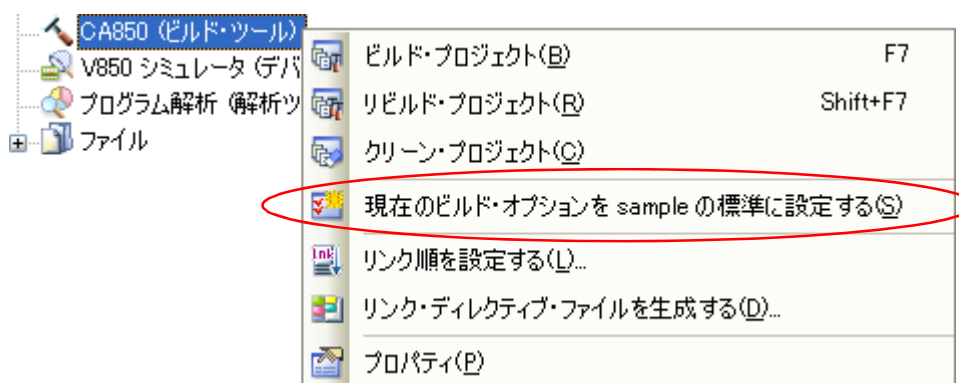 CA850 (ビルド・ツール)
V850 シミュレータ (デバ
プログラム解析 (解析ツ
ファイル
ビルド・プロジェクト(B) F7
リビルド・プロジェクト(R) Shift+F7
クリーン・プロジェクト(C)
現在のビルド・オプションを sample の標準に設定する(S)
リンク順を設定する(L)...
リンク・ディレクティブ・ファイルを生成する(D)...
プロパティ(P)